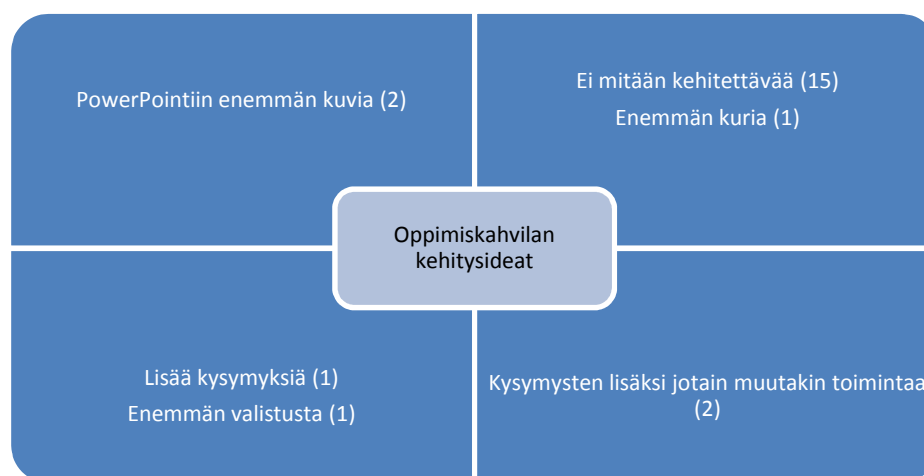 PowerPointiin enemmän kuvia (2)
Ei mitään kehitettävää (15)
Enemmän kuria (1)
Oppimiskahvilan
kehitysideat
Lisää kysymyksiä (1)
Enemmän valistusta (1)
Kysymysten lisäksi jotain muutakin toimintaa
(2)